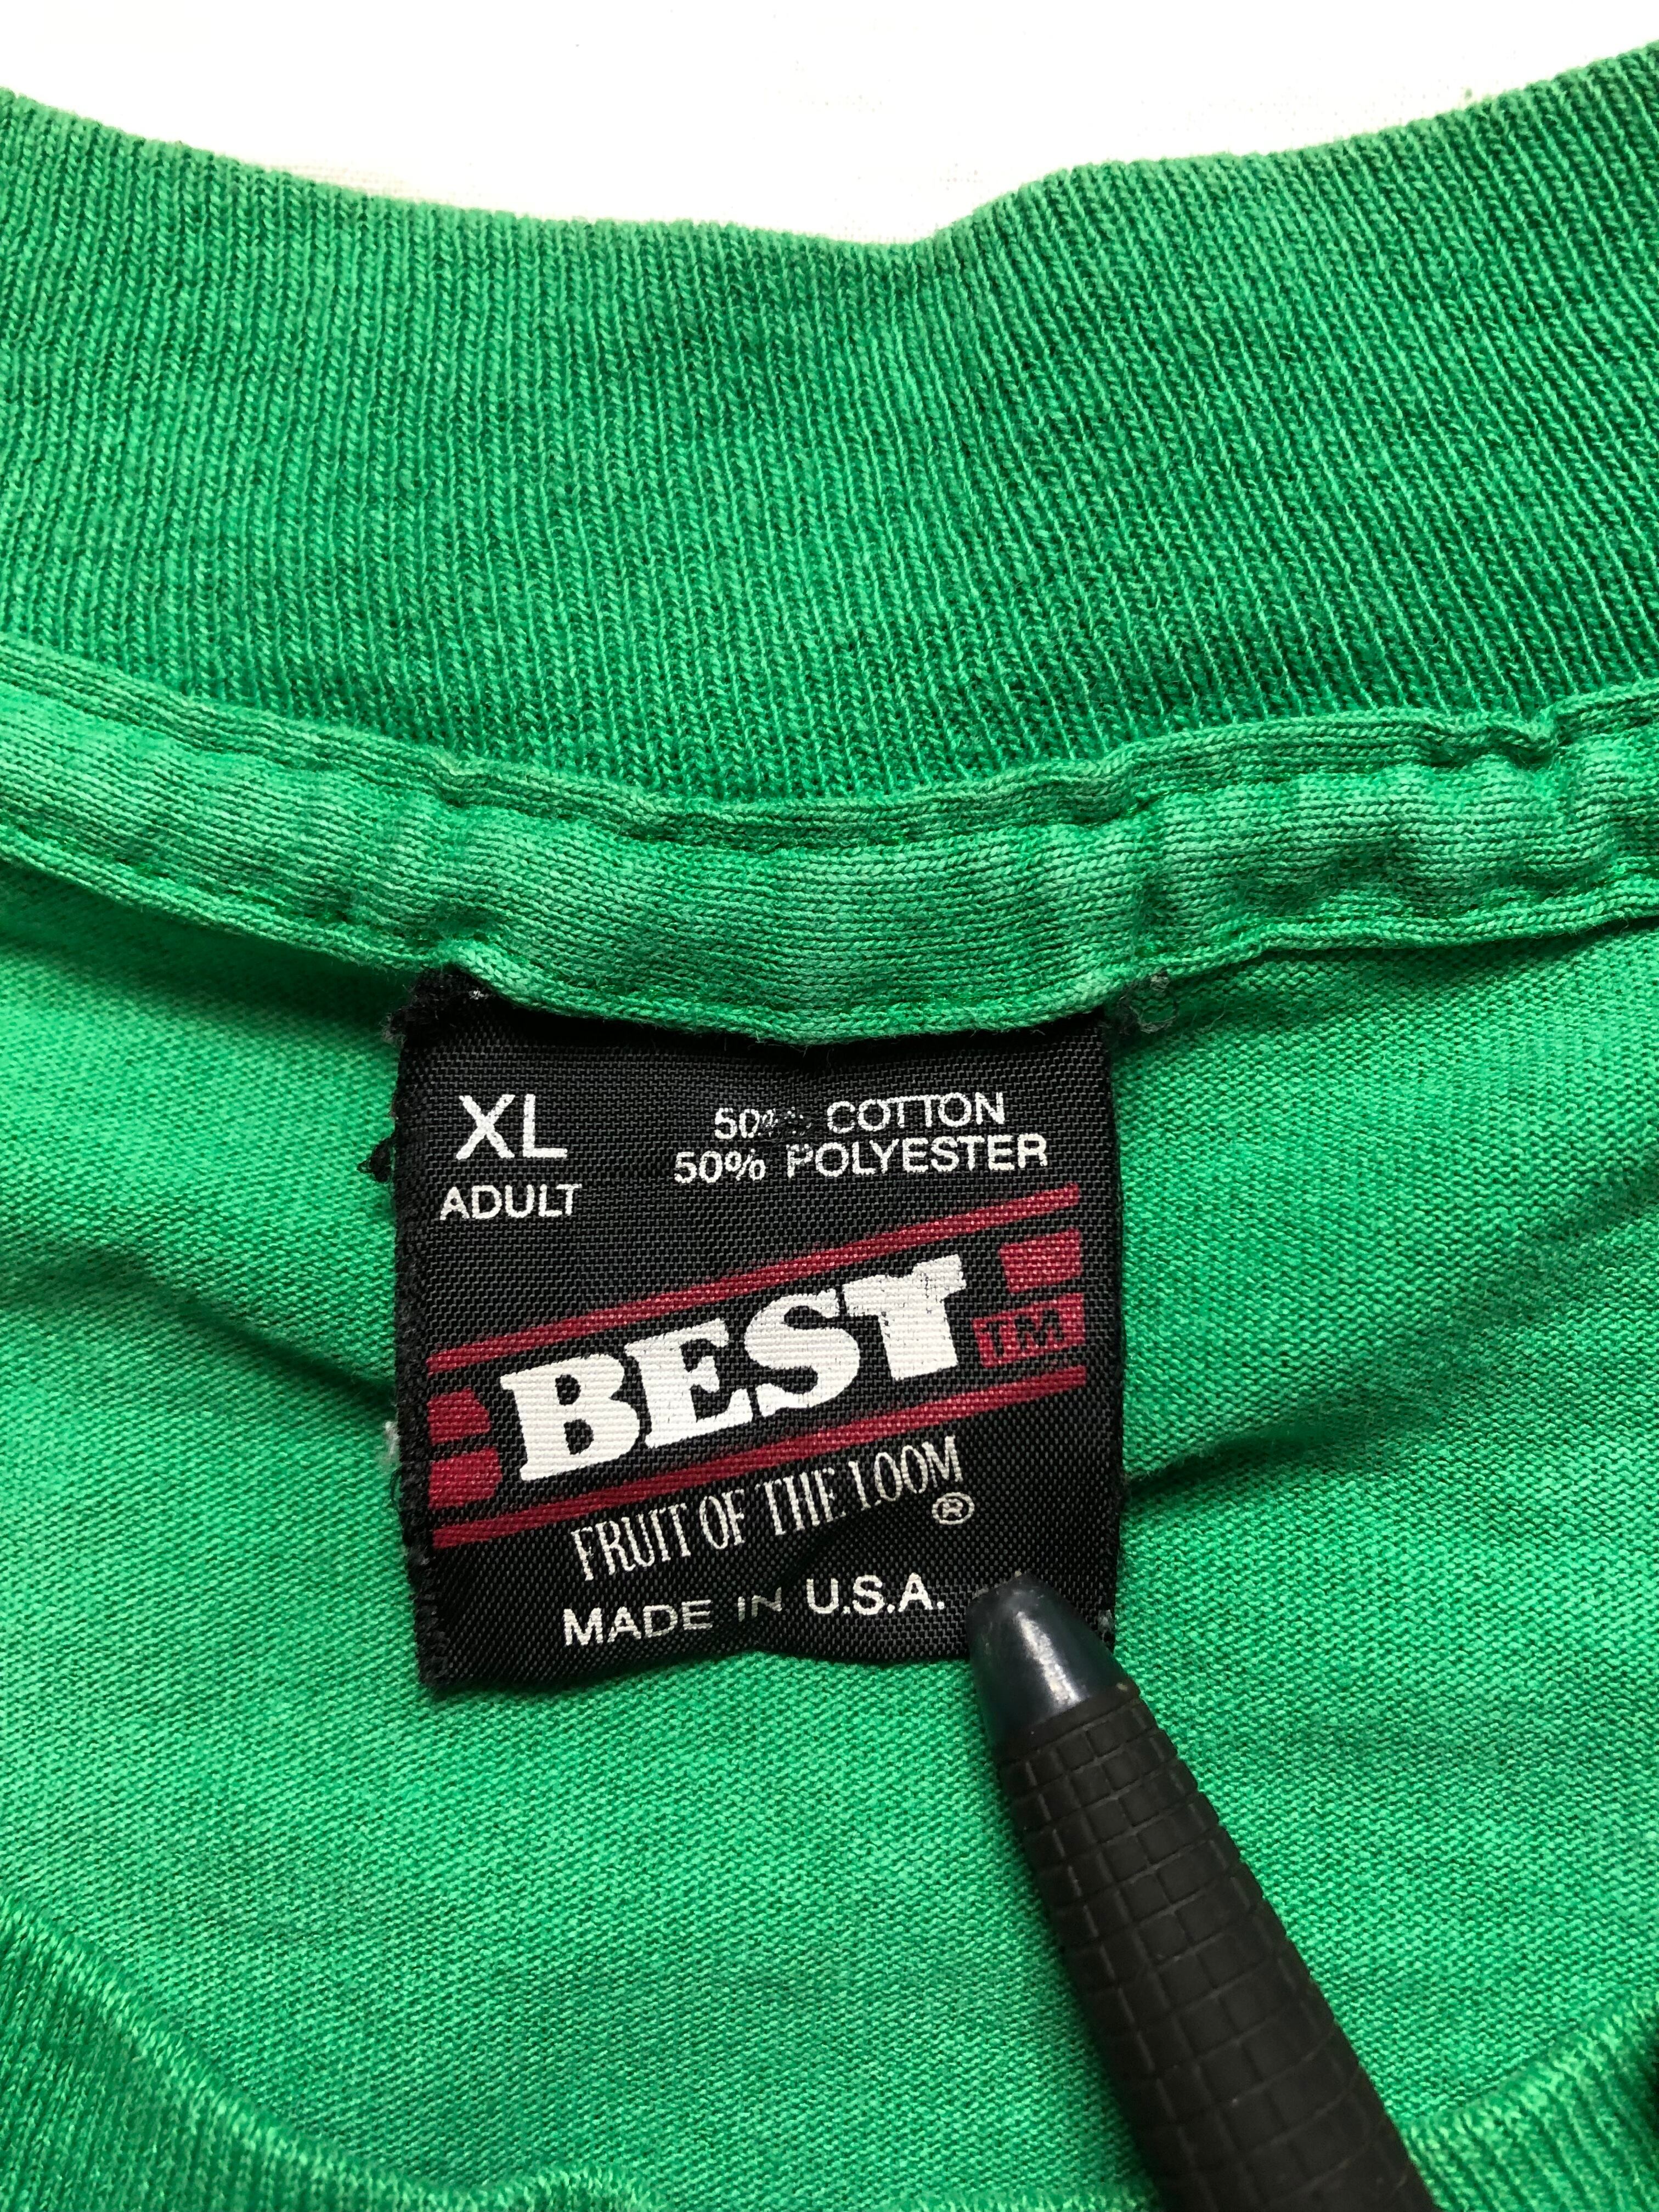 XL
ADULT
50% COTTON
50% POLYESTER
BEST TM
FRUIT OF THE LOOM
®
MADE IN U.S.A.